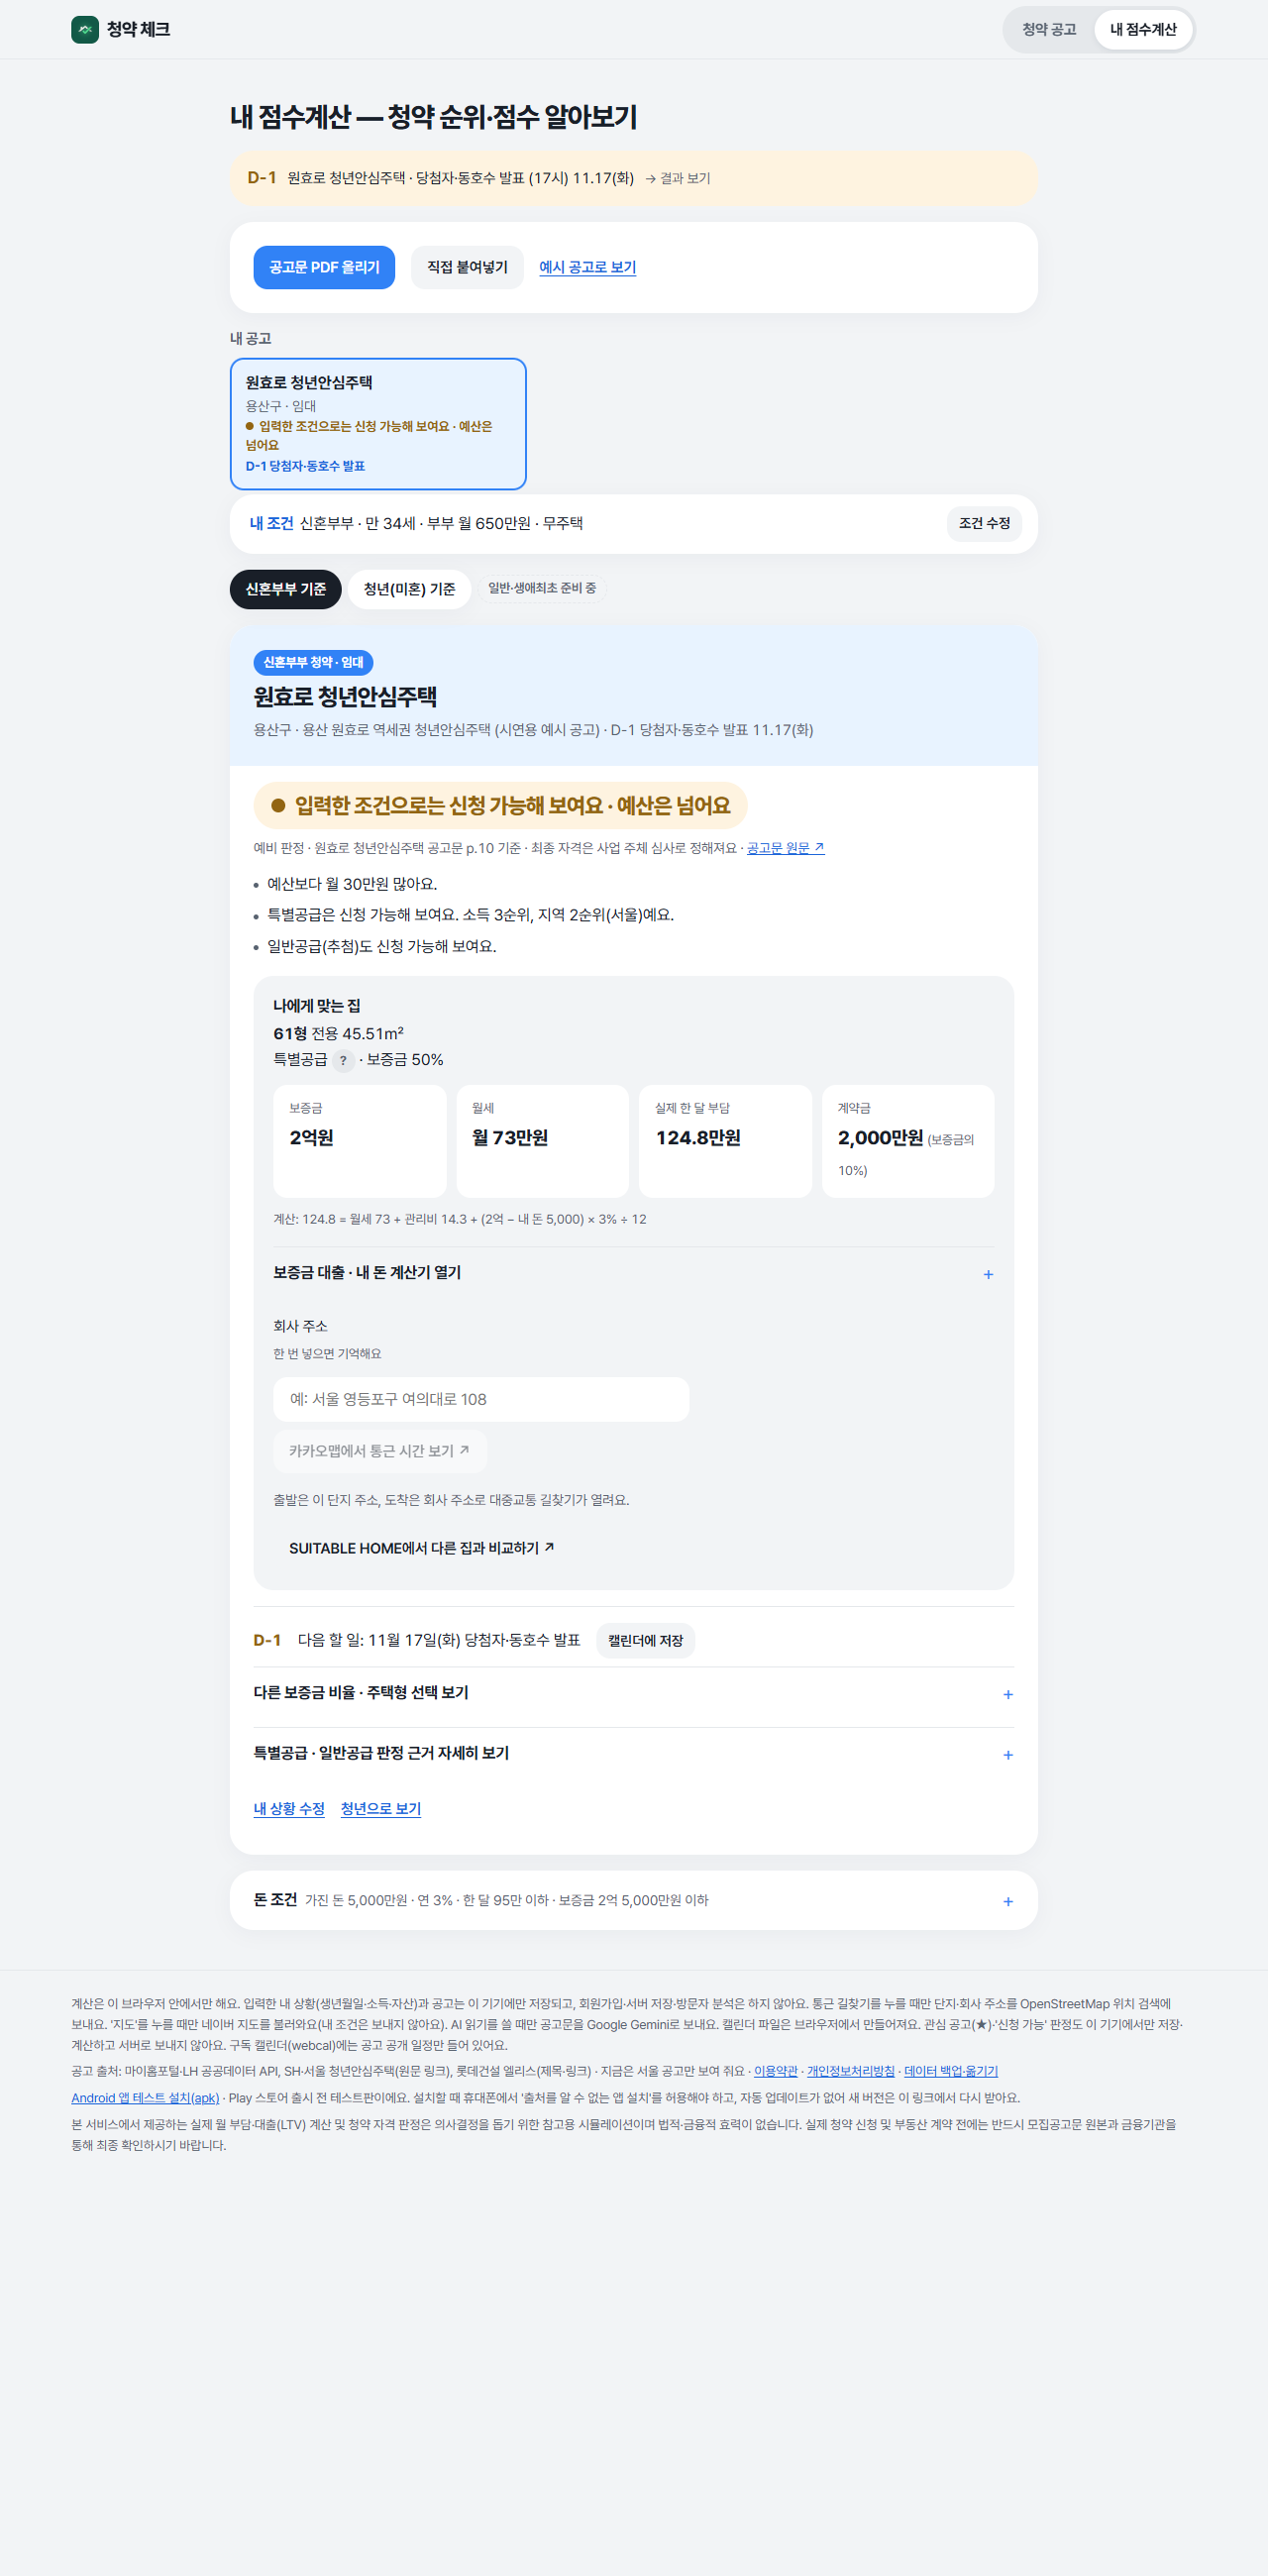 청약 체크
청약 공고
내 점수계산
내 점수계산 — 청약 순위·점수 알아보기
D-1 원효로 청년안심주택 · 당첨자·동호수 발표 (17시) 11.17(화) → 결과 보기
공고문 PDF 올리기
직접 붙여넣기
예시 공고로 보기
내 공고
원효로 청년안심주택
용산구 · 임대
● 입력한 조건으로는 신청 가능해 보여요 · 예산은
넘어요
D-1 당첨자·동호수 발표
내 조건 신혼부부 · 만 34세 · 부부 월 650만원 · 무주택
조건 수정
신혼부부 기준
청년(미혼) 기준
일반·생애최초 준비 중
신혼부부 청약 · 임대
원효로 청년안심주택
용산구 · 용산 원효로 역세권 청년안심주택 (시연용 예시 공고) · D-1 당첨자·동호수 발표 11.17(화)
● 입력한 조건으로는 신청 가능해 보여요 · 예산은 넘어요
예비 판정 · 원효로 청년안심주택 공고문 p.10 기준 · 최종 자격은 사업 주체 심사로 정해져요 · 공고문 원문 ↗
• 예산보다 월 30만원 많아요.
• 특별공급은 신청 가능해 보여요. 소득 3순위, 지역 2순위(서울)예요.
• 일반공급(추첨)도 신청 가능해 보여요.
나에게 맞는 집
61형 전용 45.51m²
특별공급 ? · 보증금 50%
보증금
2억원
월세
월 73만원
실제 한 달 부담
124.8만원
계약금
2,000만원 (보증금의
10%)
계산: 124.8 = 월세 73 + 관리비 14.3 + (2억 − 내 돈 5,000) × 3% ÷ 12
보증금 대출 · 내 돈 계산기 열기 +
회사 주소
한 번 넣으면 기억해요
예: 서울 영등포구 여의대로 108
카카오맵에서 통근 시간 보기 ↗
출발은 이 단지 주소, 도착은 회사 주소로 대중교통 길찾기가 열려요.
SUITABLE HOME에서 다른 집과 비교하기 ↗
D-1 다음 할 일: 11월 17일(화) 당첨자·동호수 발표
캘린더에 저장
다른 보증금 비율 · 주택형 선택 보기 +
특별공급 · 일반공급 판정 근거 자세히 보기 +
내 상황 수정 청년으로 보기
돈 조건 가진 돈 5,000만원 · 연 3% · 한 달 95만 이하 · 보증금 2억 5,000만원 이하 +
계산은 이 브라우저 안에서만 해요. 입력한 내 상황(생년월일·소득·자산)과 공고는 이 기기에만 저장되고, 회원가입·서버 저장·방문자 분석은 하지 않아요. 통근 길찾기를 누를 때만 단지·회사 주소를 OpenStreetMap 위치 검색에
보내요. '지도'를 누를 때만 네이버 지도를 불러와요(내 조건은 보내지 않아요). AI 읽기를 쓸 때만 공고문을 Google Gemini로 보내요. 캘린더 파일은 브라우저에서 만들어져요. 관심 공고(★)·'신청 가능' 판정도 이 기기에서만 저장·
계산하고 서버로 보내지 않아요. 구독 캘린더(webcal)에는 공고 공개 일정만 들어 있어요.
공고 출처: 마이홈포털·LH 공공데이터 API, SH·서울 청년안심주택(원문 링크), 롯데건설 엘리스(제목·링크) · 지금은 서울 공고만 보여 줘요 · 이용약관 · 개인정보처리방침 · 데이터 백업·옮기기
Android 앱 테스트 설치(apk) · Play 스토어 출시 전 테스트판이에요. 설치할 때 휴대폰에서 '출처를 알 수 없는 앱 설치'를 허용해야 하고, 자동 업데이트가 없어 새 버전은 이 링크에서 다시 받아요.
본 서비스에서 제공하는 실제 월 부담·대출(LTV) 계산 및 청약 자격 판정은 의사결정을 돕기 위한 참고용 시뮬레이션이며 법적·금융적 효력이 없습니다. 실제 청약 신청 및 부동산 계약 전에는 반드시 모집공고문 원본과 금융기관을
통해 최종 확인하시기 바랍니다.